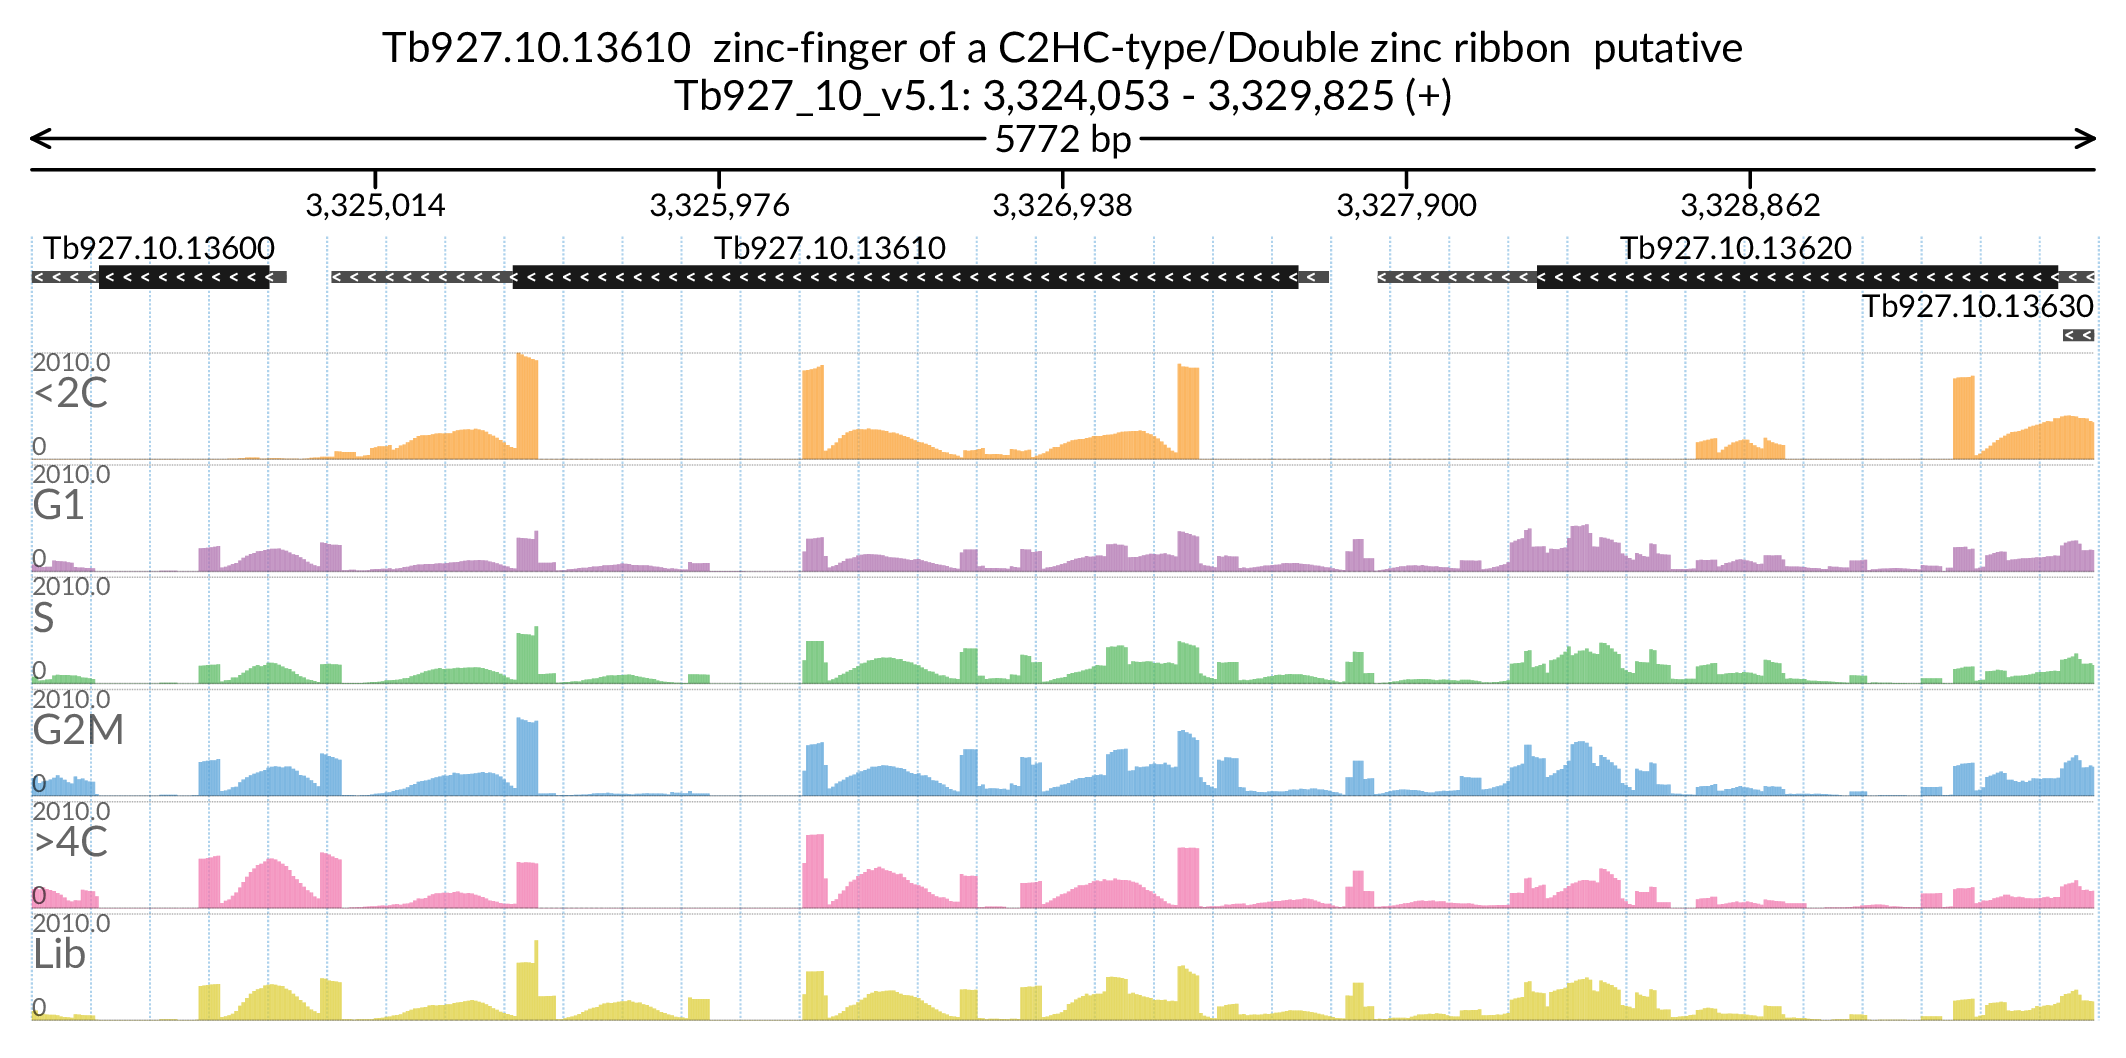 Tb927.10.13610  zinc-finger of a C2HC-type/Double zinc ribbon  putative
Tb927_10_v5.1: 3,324,053 - 3,329,825 (+)
5772 bp
3,325,014 3,325,976 3,326,938 3,327,900 3,328,862
Tb927.10.13600 Tb927.10.13610 Tb927.10.13620
Tb927.10.13630
2010.0
<2C
0
2010.0
G1
0
2010.0
S
0
2010.0
G2M
0
2010.0
>4C
0
2010.0
Lib
0